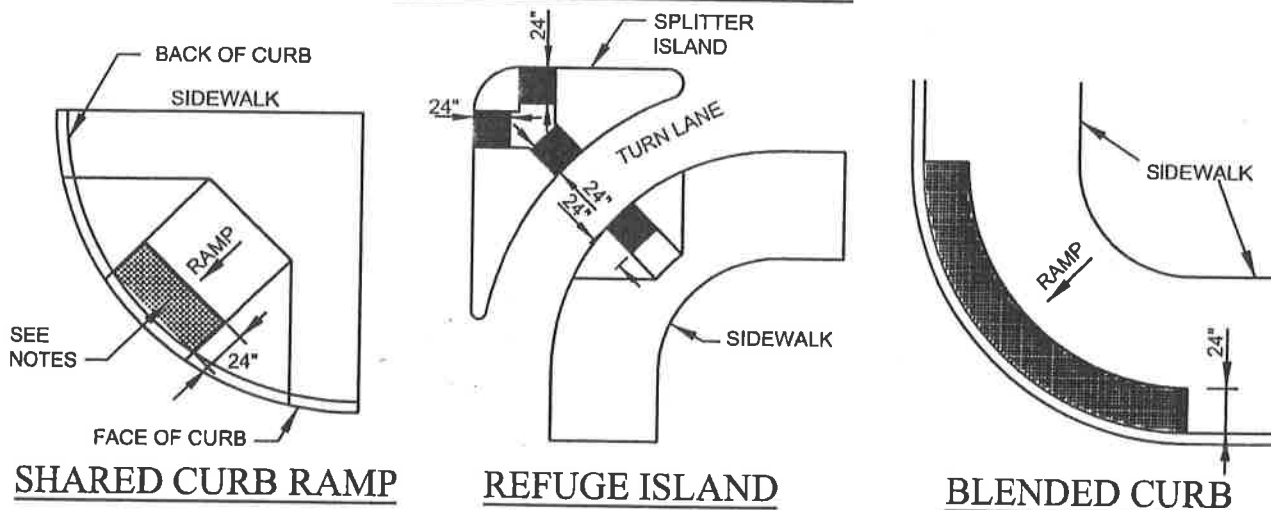 BACK OF CURB
SIDEWALK
RAMP
SEE
NOTES
24"
FACE OF CURB
SHARED CURB RAMP
24"
SPLITTER
ISLAND
24"
TURN LANE
24"
24"
SIDEWALK
REFUGE ISLAND
SIDEWALK
RAMP
24"
BLENDED CURB